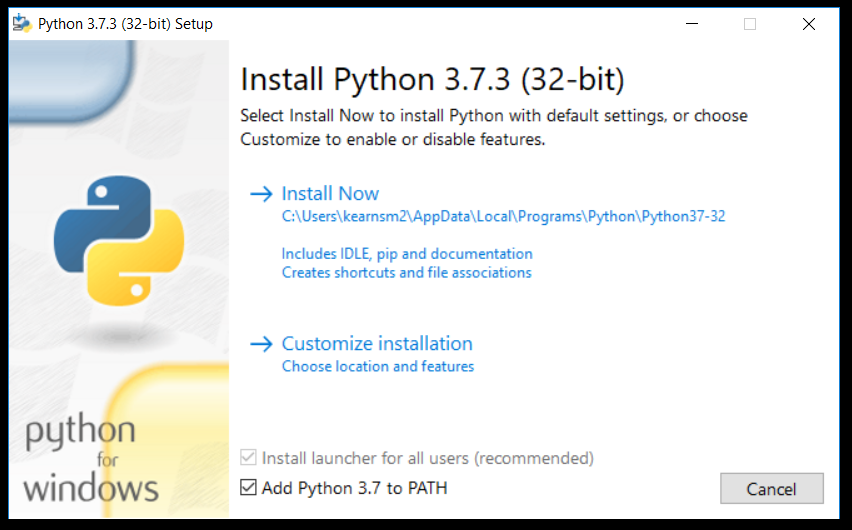 Python 3.7.3 (32-bit) Setup
Install Python 3.7.3 (32-bit)
Select Install Now to install Python with default settings, or choose
Customize to enable or disable features.
Install Now
C:\Users\kearnsm2\AppData\Local\Programs\Python\Python37-32
Includes IDLE, pip and documentation
Creates shortcuts and file associations
Customize installation
Choose location and features
python
for
windows
Install launcher for all users (recommended)
Add Python 3.7 to PATH
Cancel